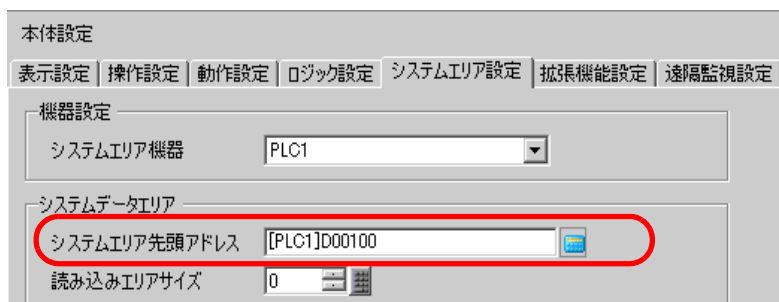 本体設定
表示設定 操作設定 動作設定 ロジック設定 システムエリア設定 拡張機能設定 遠隔監視設定
機器設定
システムエリア機器 PLC1
システムデータエリア
システムエリア先頭アドレス [PLC1]D00100
読み込みエリアサイズ 0